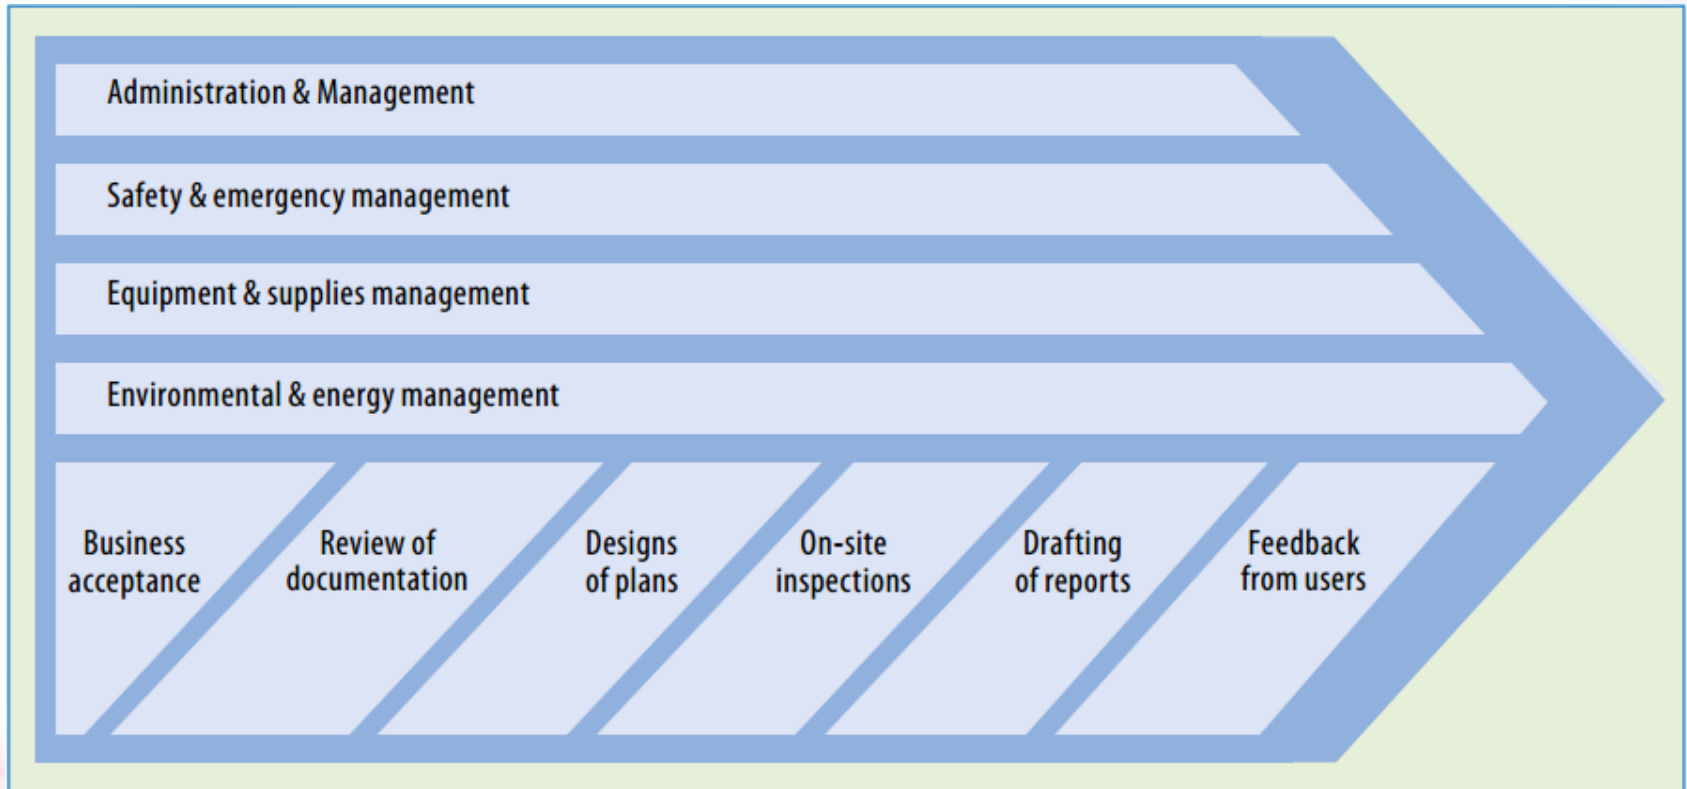 Administration & Management
Safety & emergency management
Equipment & supplies management
Environmental & energy management
Business
acceptance
Review of
documentation
Designs
of plans
On-site
inspections
Drafting
of reports
Feedback
from users